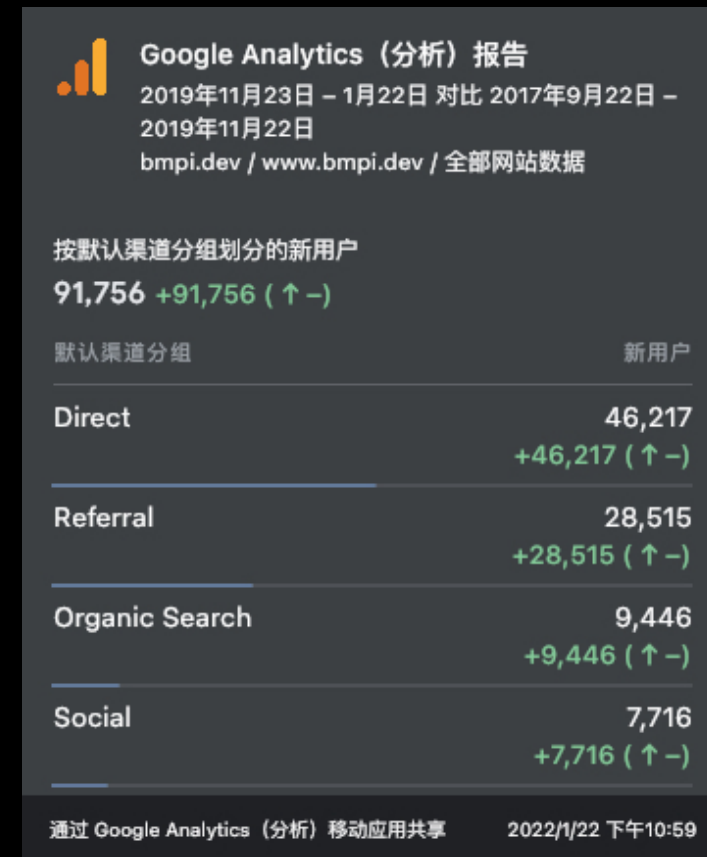 Google Analytics（分析）报告
2019年11月23日 – 1月22日 对比 2017年9月22日 –
2019年11月22日
bmpi.dev / www.bmpi.dev / 全部网站数据
按默认渠道分组划分的新用户
91,756 +91,756 ( ↑ –)
默认渠道分组 新用户
Direct 46,217
+46,217 ( ↑ –)
Referral 28,515
+28,515 ( ↑ –)
Organic Search 9,446
+9,446 ( ↑ –)
Social 7,716
+7,716 ( ↑ –)
通过 Google Analytics（分析）移动应用共享 2022/1/22 下午10:59